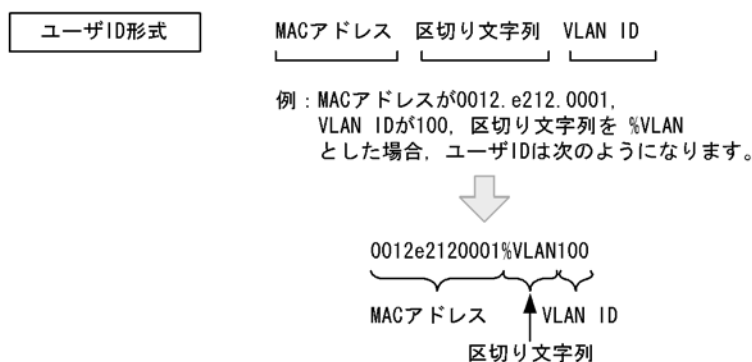 ユーザID形式
MACアドレス 区切り文字列 VLAN ID
例：MACアドレスが0012.e212.0001，
VLAN IDが100，区切り文字列を %VLAN
とした場合，ユーザIDは次のようになります。
0012e2120001%VLAN100
MACアドレス VLAN ID
区切り文字列